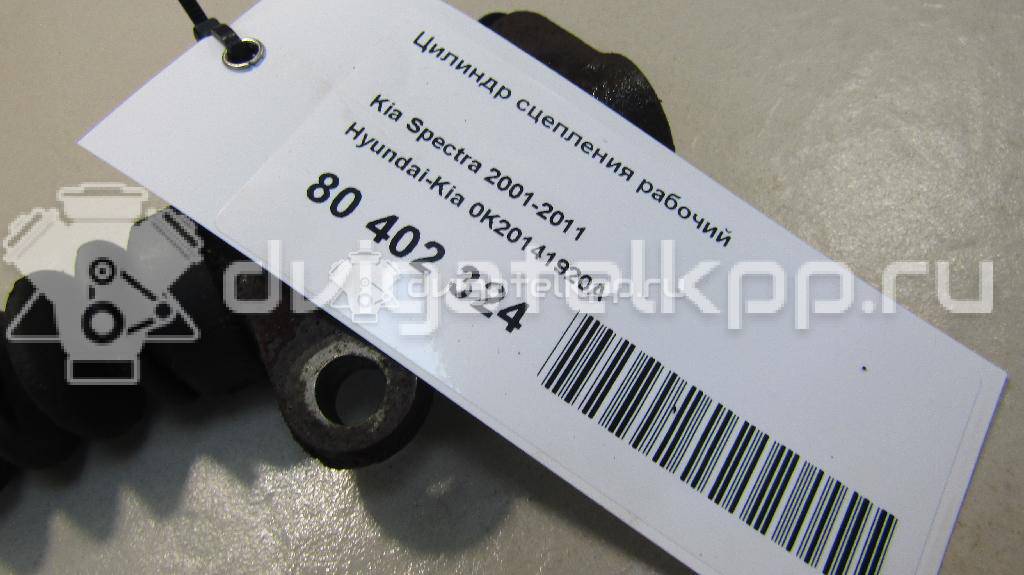 Цилиндр сцепления рабочий
Kia Spectra 2001-2011
Hyundai-Kia 0K20141920A
80 402 324
dvigatelkpp.ru